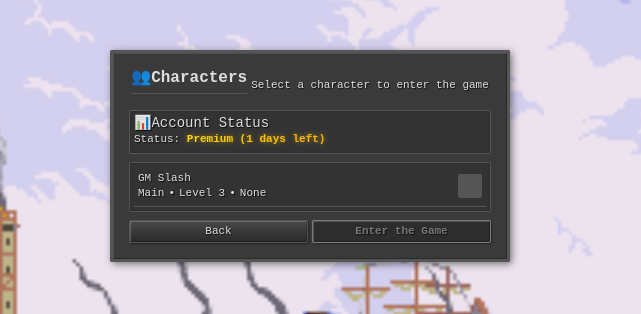 👥Characters
Select a character to enter the game
📊Account Status
Status: Premium (1 days left)
GM Slash
Main • Level 3 • None
Back
Enter the Game